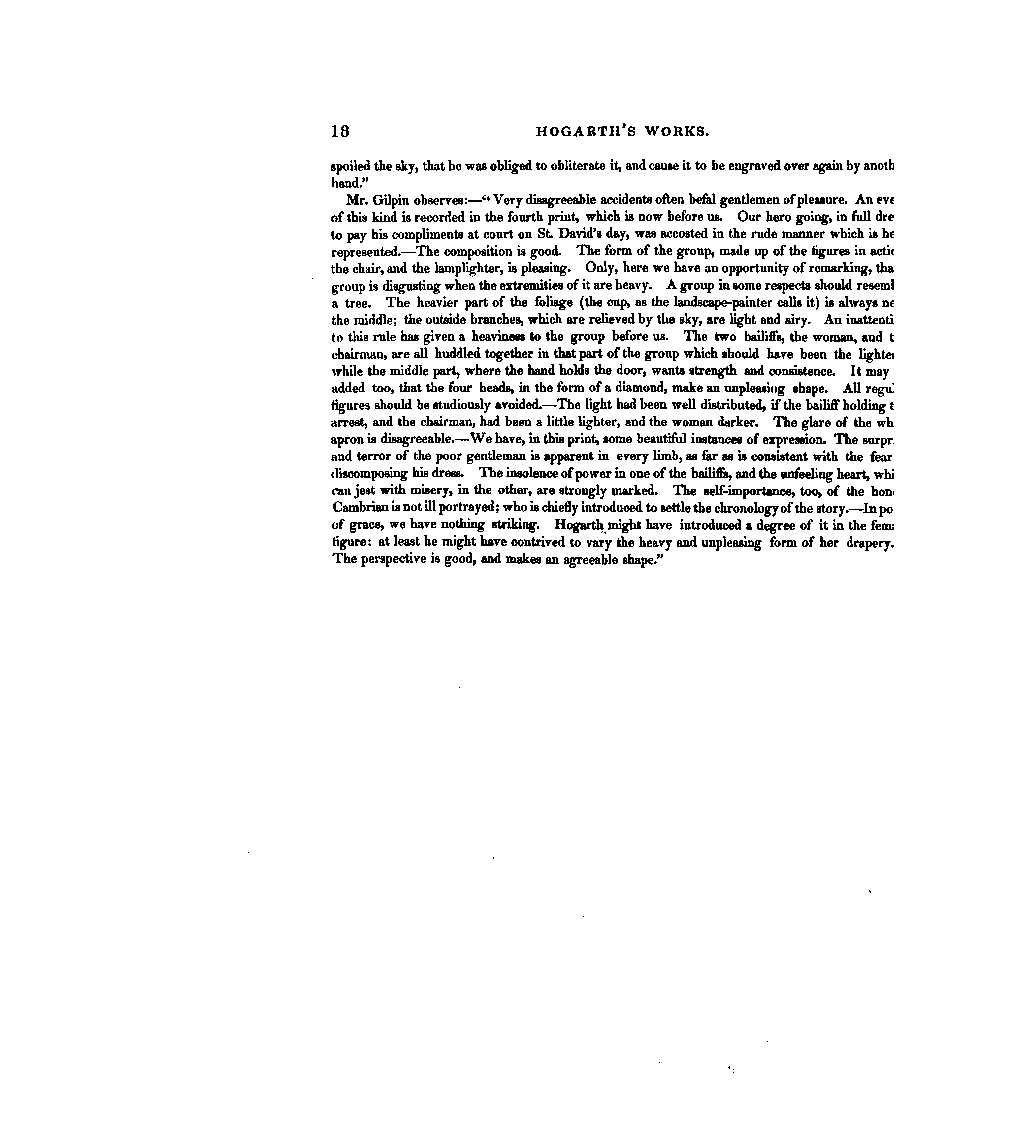 18 HOGARTH'S WORKS.
spoiled the sky, that he was obliged to obliterate it, and cause it to be engraved over again by anoth
hand."
Mr. Gilpin observes:—"Very disagreeable accidents often befal gentlemen of pleasure. An eve
of this kind is recorded in the fourth print, which is now before us. Our hero going, in full dre
to pay his compliments at court on St. David's day, was accosted in the rude manner which is he
represented.—The composition is good. The form of the group, made up of the figures in actio
the chair, and the lamplighter, is pleasing. Only, here we have an opportunity of remarking, tha
group is disgusting when the extremities of it are heavy. A group in some respects should resembl
a tree. The heavier part of the foliage (the cup, as the landscape-painter calls it) is always ne
the middle; the outside branches, which are relieved by the sky, are light and airy. An inattenti
to this rule has given a heaviness to the group before us. The two bailiffs, the woman, and t
chairman, are all huddled together in that part of the group which should have been the lighte
while the middle part, where the hand holds the door, wants strength and consistence. It may
added too, that the four heads, in the form of a diamond, make an unpleasing shape. All regul
figures should be studiously avoided.—The light had been well distributed, if the bailiff holding t
arrest, and the chairman, had been a little lighter, and the woman darker. The glare of the wh
apron is disagreeable.—We have, in this print, some beautiful instances of expression. The surpr
and terror of the poor gentleman is apparent in every limb, as far as is consistent with the fear
discomposing his dress. The insolence of power in one of the bailiffs, and the unfeeling heart, whi
can jest with misery, in the other, are strongly marked. The self-importance, too, of the hon
Cambrian is not ill portrayed; who is chiefly introduced to settle the chronology of the story.—In po
of grace, we have nothing striking. Hogarth might have introduced a degree of it in the fem
figure: at least he might have contrived to vary the heavy and unpleasing form of her drapery.
The perspective is good, and makes an agreeable shape."